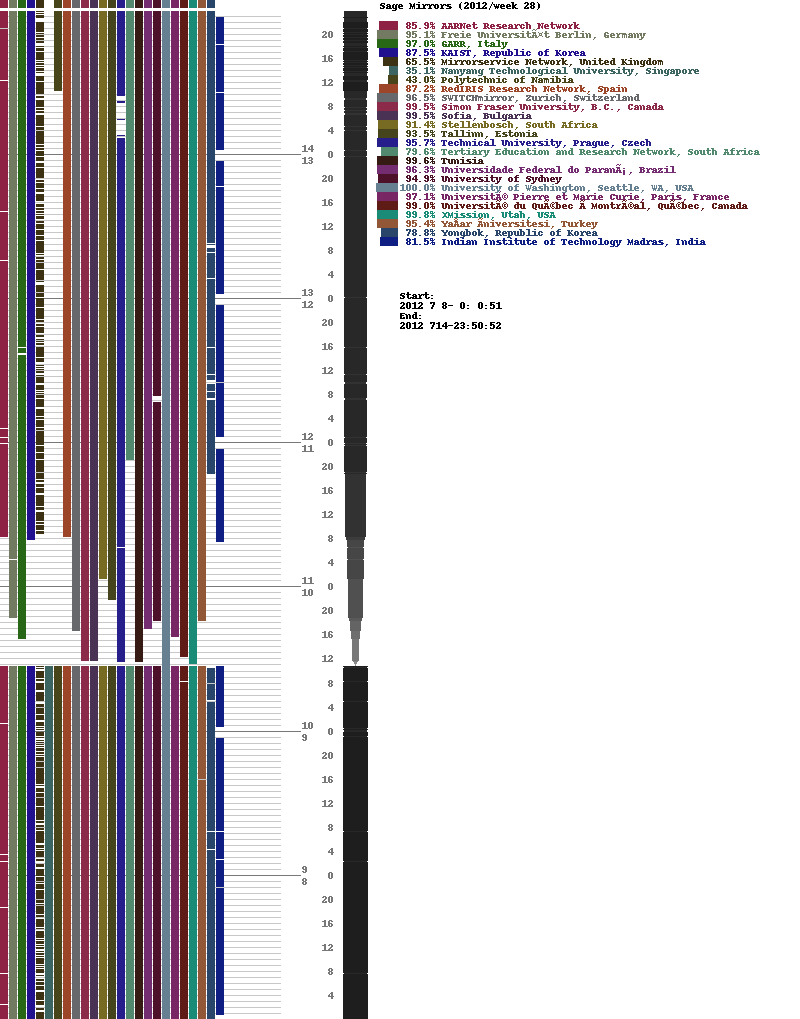 Sage Mirrors (2012/week 28)
85.9% AARNet Research Network
95.1% Freie UniversitÃ¤t Berlin, Germany
97.0% GARR, Italy
87.5% KAIST, Republic of Korea
65.5% Mirrorservice Network, United Kingdom
35.1% Nanyang Technological University, Singapore
43.0% Polytechnic of Namibia
87.2% RedIRIS Research Network, Spain
96.5% SWITCHmirror, Zurich, Switzerland
99.5% Simon Fraser University, B.C., Canada
99.5% Sofia, Bulgaria
91.4% Stellenbosch, South Africa
93.5% Tallinn, Estonia
95.7% Technical University, Prague, Czech
79.6% Tertiary Education and Research Network, South Africa
99.6% Tunisia
96.3% Universidade Federal do ParanÃ¡, Brazil
94.9% University of Sydney
100.0% University of Washington, Seattle, WA, USA
97.1% UniversitÃ© Pierre et Marie Curie, Paris, France
99.0% UniversitÃ© du QuÃ©bec Ã MontrÃ©al, QuÃ©bec, Canada
99.8% XMission, Utah, USA
95.4% YaÅar Ãniversitesi, Turkey
78.8% Yongbok, Republic of Korea
81.5% Indian Institute of Technology Madras, India
Start:
2012 7 8- 0: 0:51
End:
2012 714-23:50:52
20
16
12
8
4
14
0
13
20
16
12
8
4
13
0
12
20
16
12
8
4
12
0
11
20
16
12
8
4
11
0
10
20
16
12
8
4
10
0
9
20
16
12
8
4
9
0
8
20
16
12
8
4